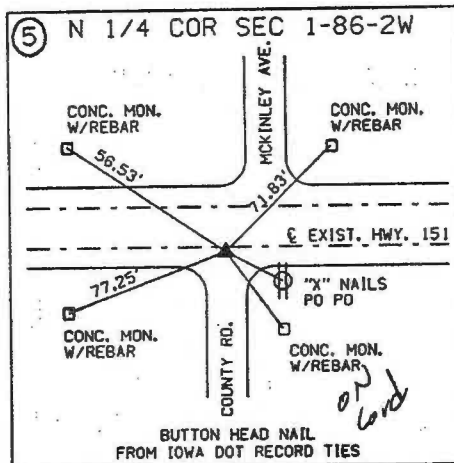 5 N 1/4 COR SEC 1-86-2W
MCKINLEY AVE.
CONC. MON.
W/REBAR
CONC. MON.
W/REBAR
56.53'
71.83'
℄ EXIST. HWY. 151
77.25'
"X" NAILS
PO PO
CONC. MON.
W/REBAR
CONC. MON.
W/REBAR
COUNTY RD.
ON
BUTTON HEAD NAIL
FROM IOWA DOT RECORD TIES